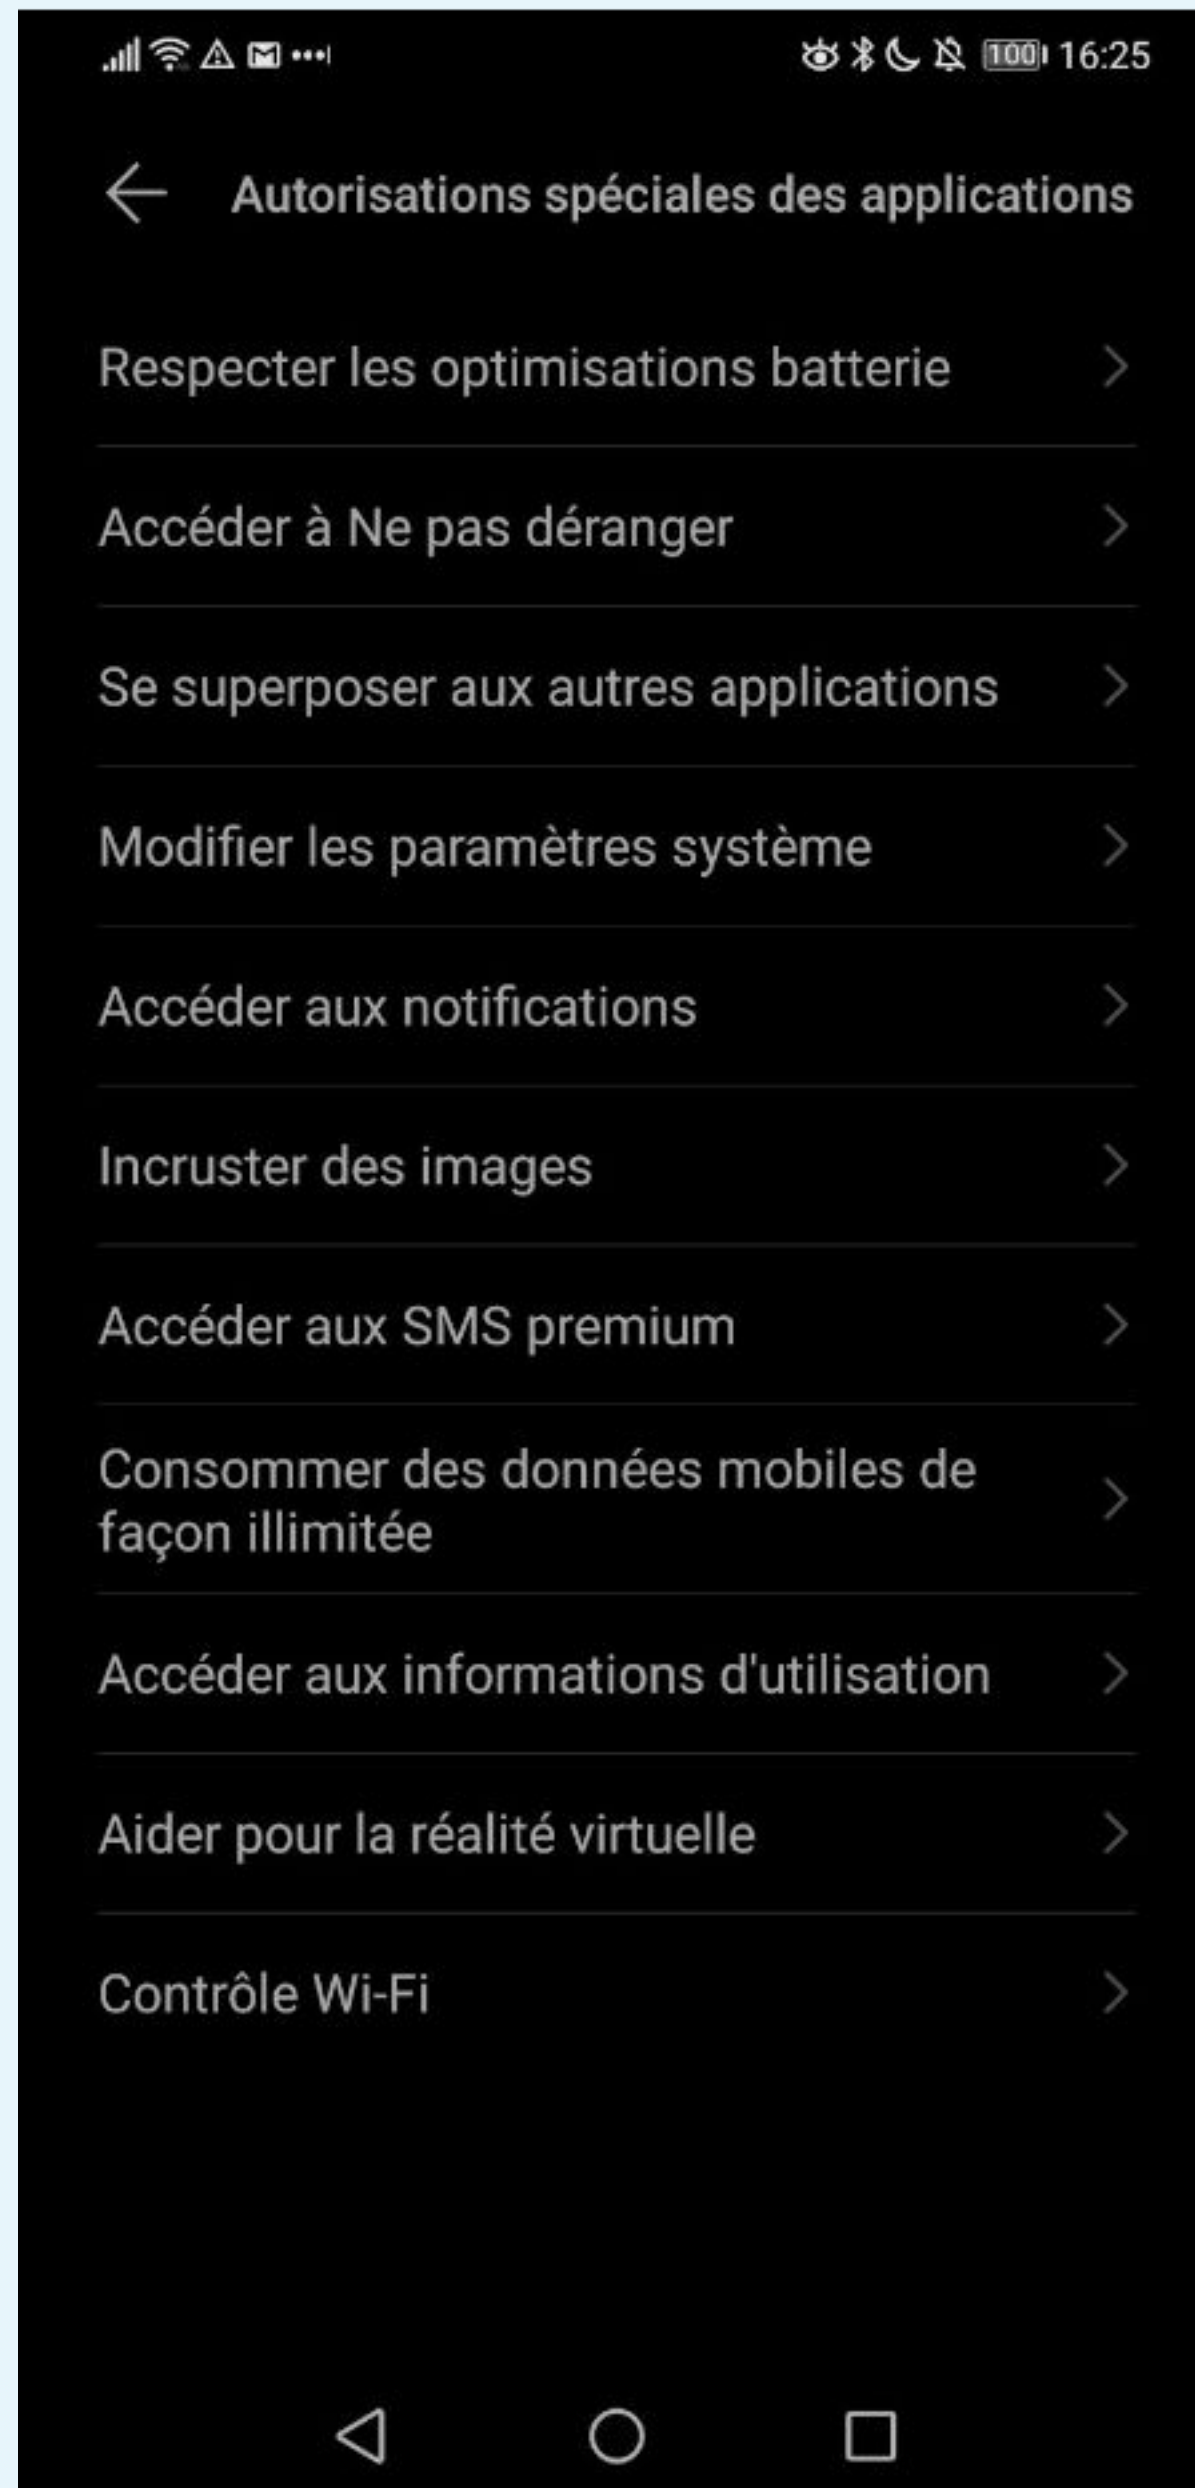 100 16:25
Autorisations spéciales des applications
Respecter les optimisations batterie
Accéder à Ne pas déranger
Se superposer aux autres applications
Modifier les paramètres système
Accéder aux notifications
Incruster des images
Accéder aux SMS premium
Consommer des données mobiles de
façon illimitée
Accéder aux informations d'utilisation
Aider pour la réalité virtuelle
Contrôle Wi-Fi